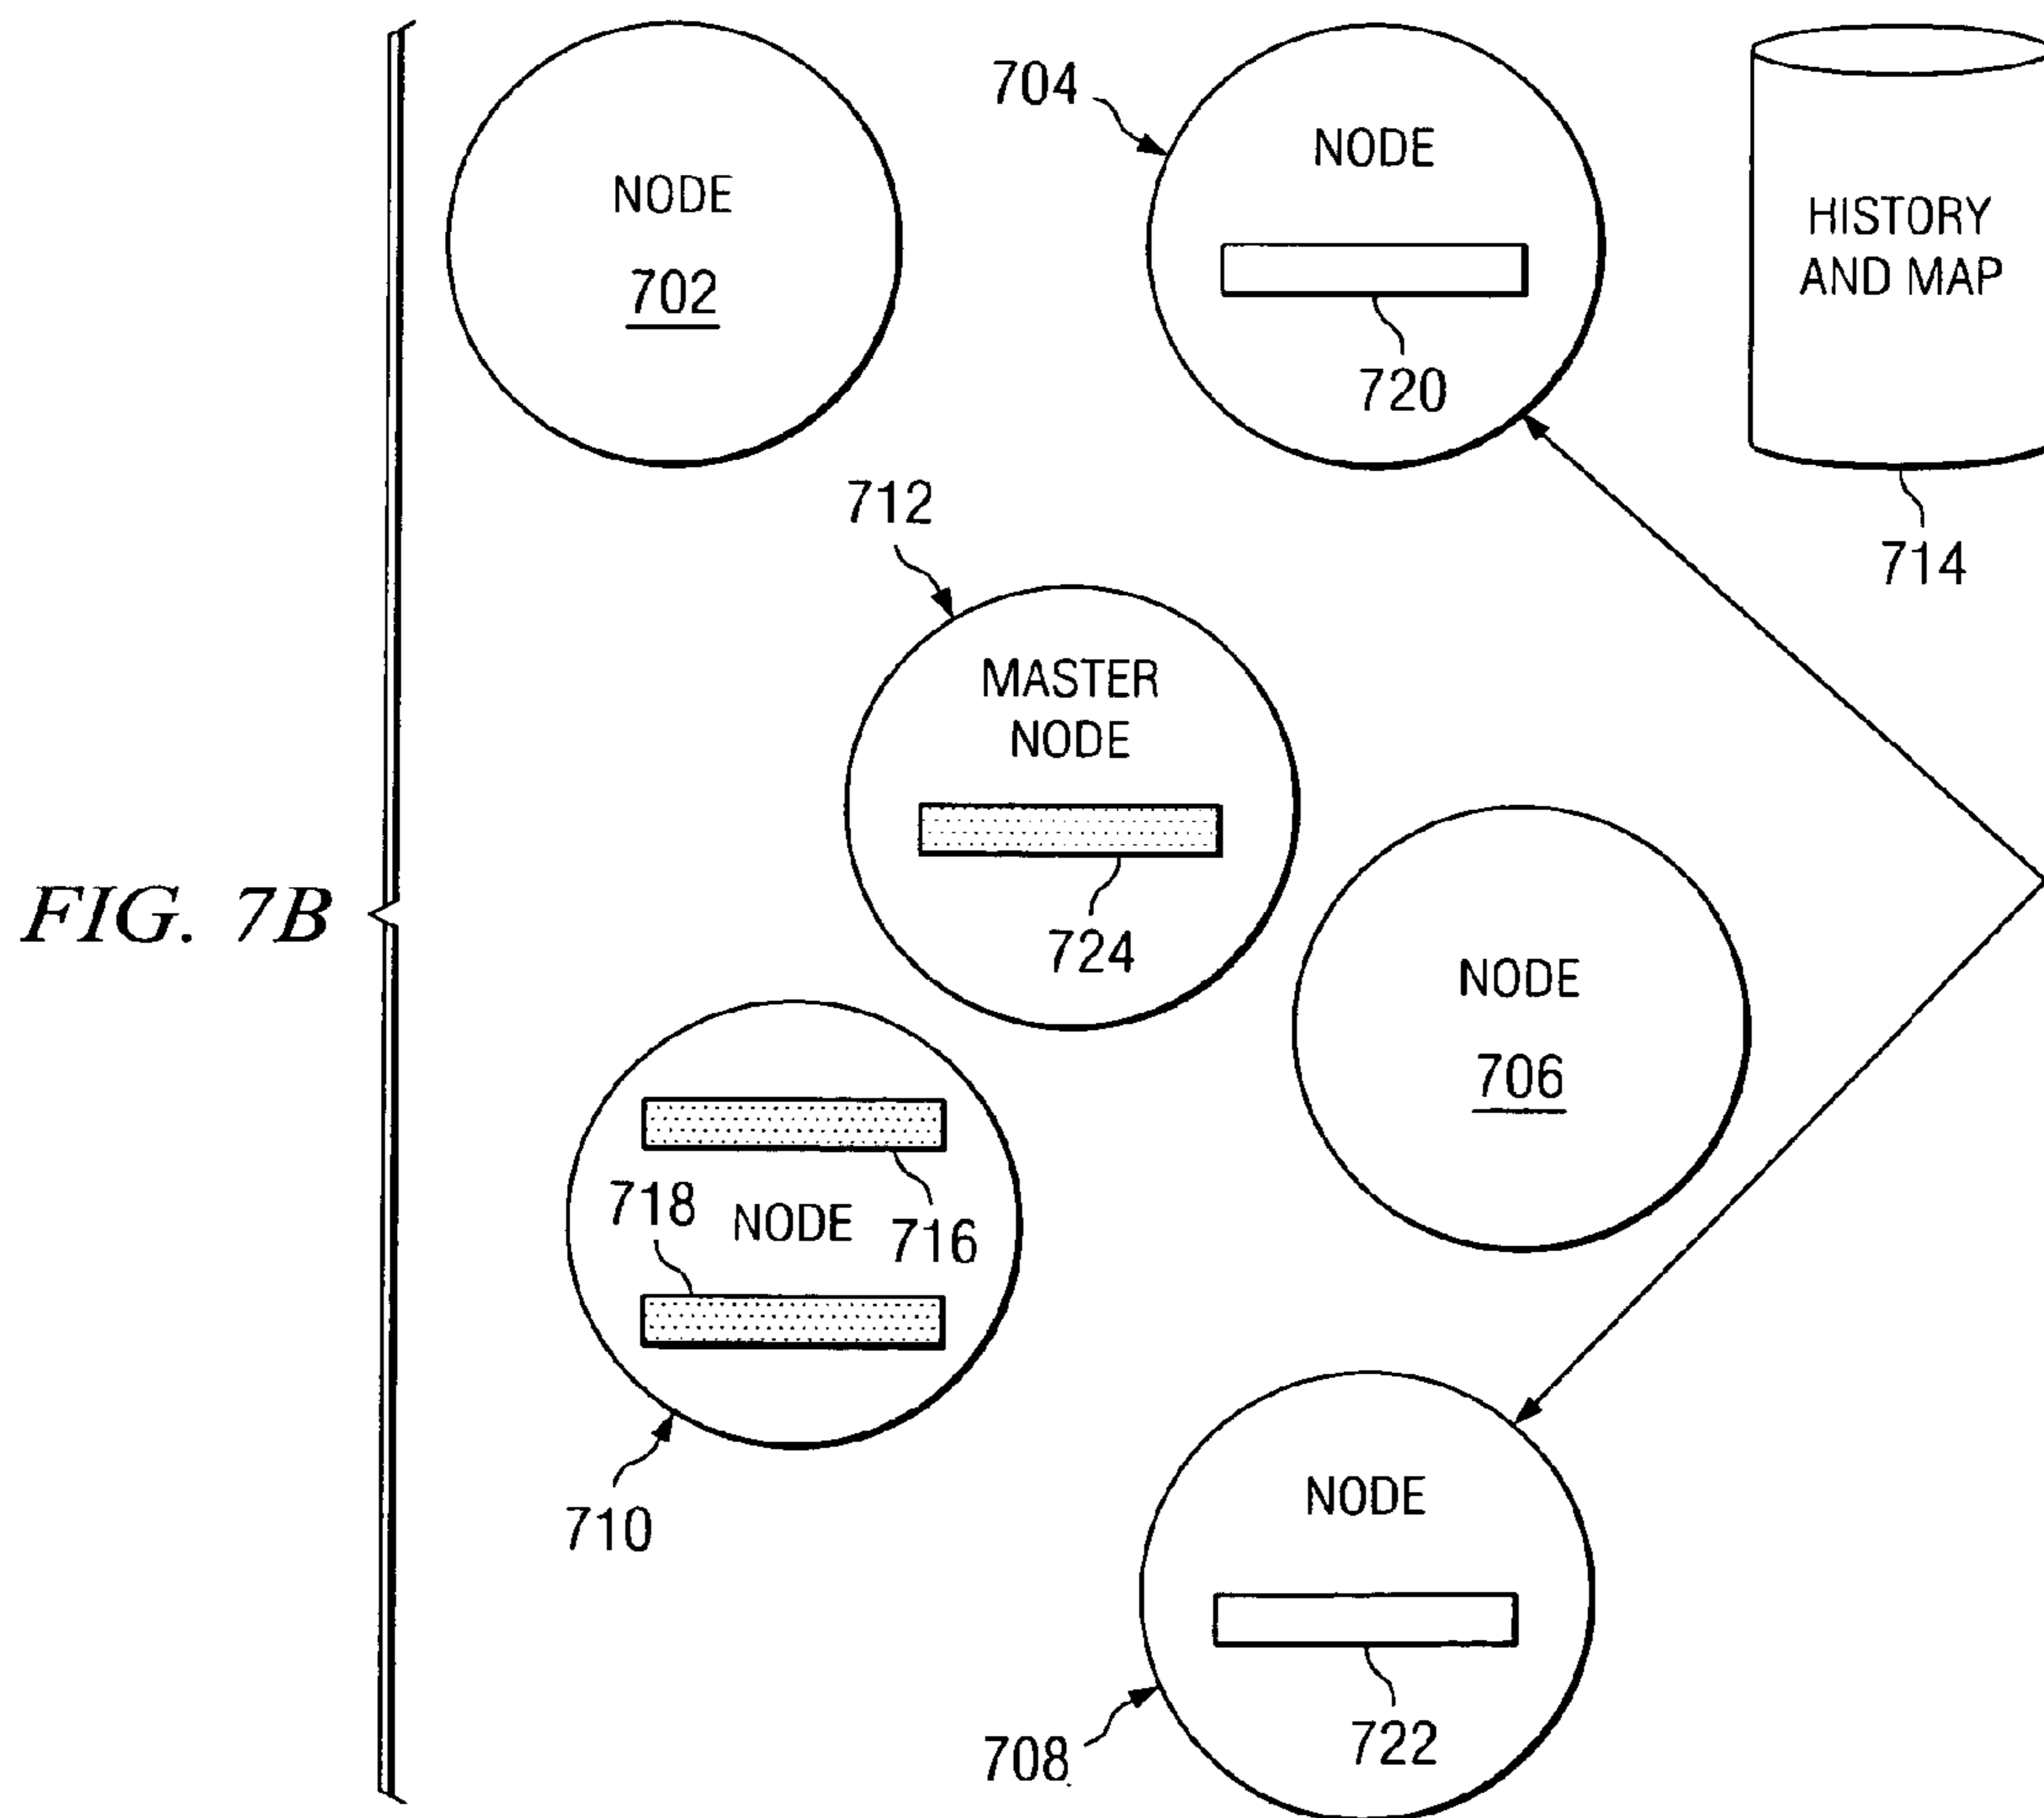 704
NODE
702
NODE
720
HISTORY
AND MAP
714
712
MASTER
NODE
724
FIG. 7B
NODE
706
718
NODE
716
710
NODE
722
708